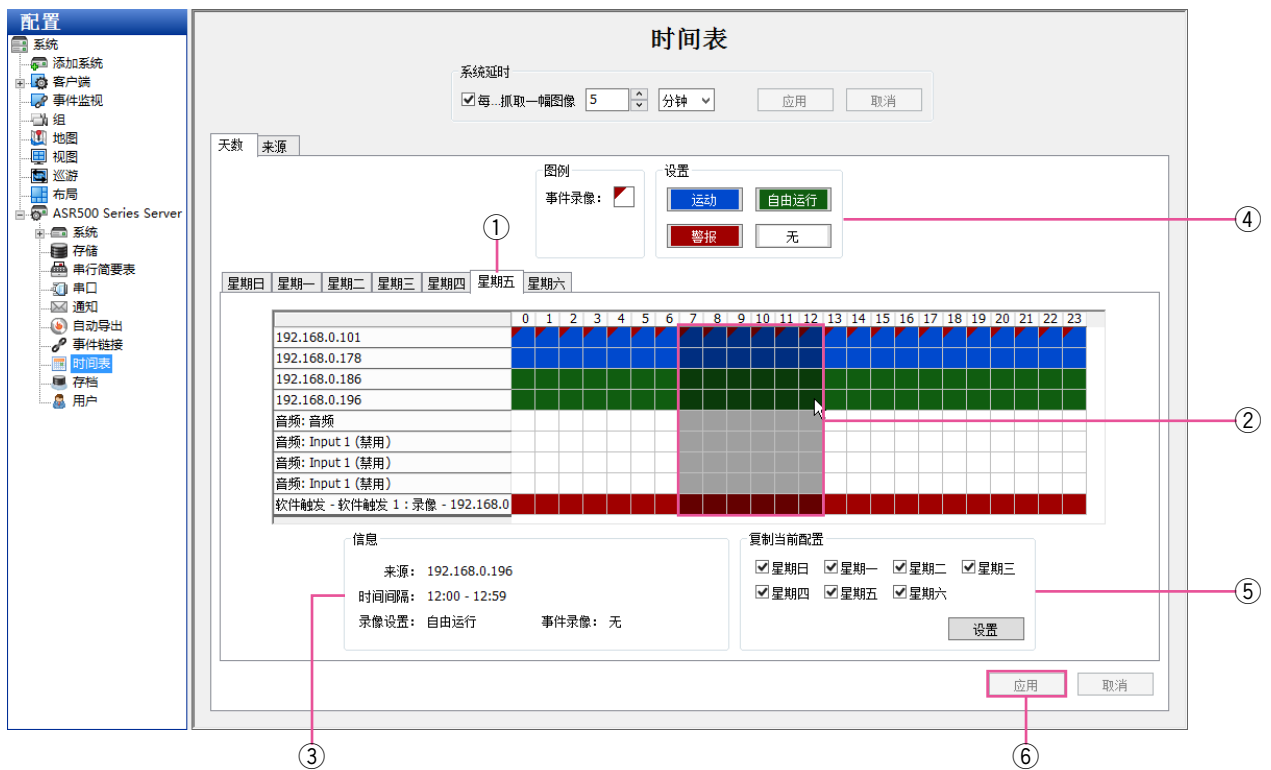 配置
系统
添加系统
客户端
事件监视
组
地图
视图
巡游
布局
ASR500 Series Server
系统
存储
串行简要表
串口
通知
自动导出
事件链接
时间表
存档
用户
时间表
系统延时
每...抓取一幅图像 5 分钟 应用 取消
天数 来源
图例
事件录像：
设置
运动 自由运行
警报 无
①
④
星期日 星期一 星期二 星期三 星期四 星期五 星期六
0 1 2 3 4 5 6 7 8 9 10 11 12 13 14 15 16 17 18 19 20 21 22 23
192.168.0.101
192.168.0.178
192.168.0.186
192.168.0.196
音频: 音频
②
音频: Input 1 (禁用)
音频: Input 1 (禁用)
音频: Input 1 (禁用)
软件触发 - 软件触发 1：录像 - 192.168.0
信息
来源： 192.168.0.196
时间间隔： 12:00 - 12:59
录像设置： 自由运行 事件录像： 无
复制当前配置
星期日 星期一 星期二 星期三
星期四 星期五 星期六
⑤
设置
应用 取消
③
⑥